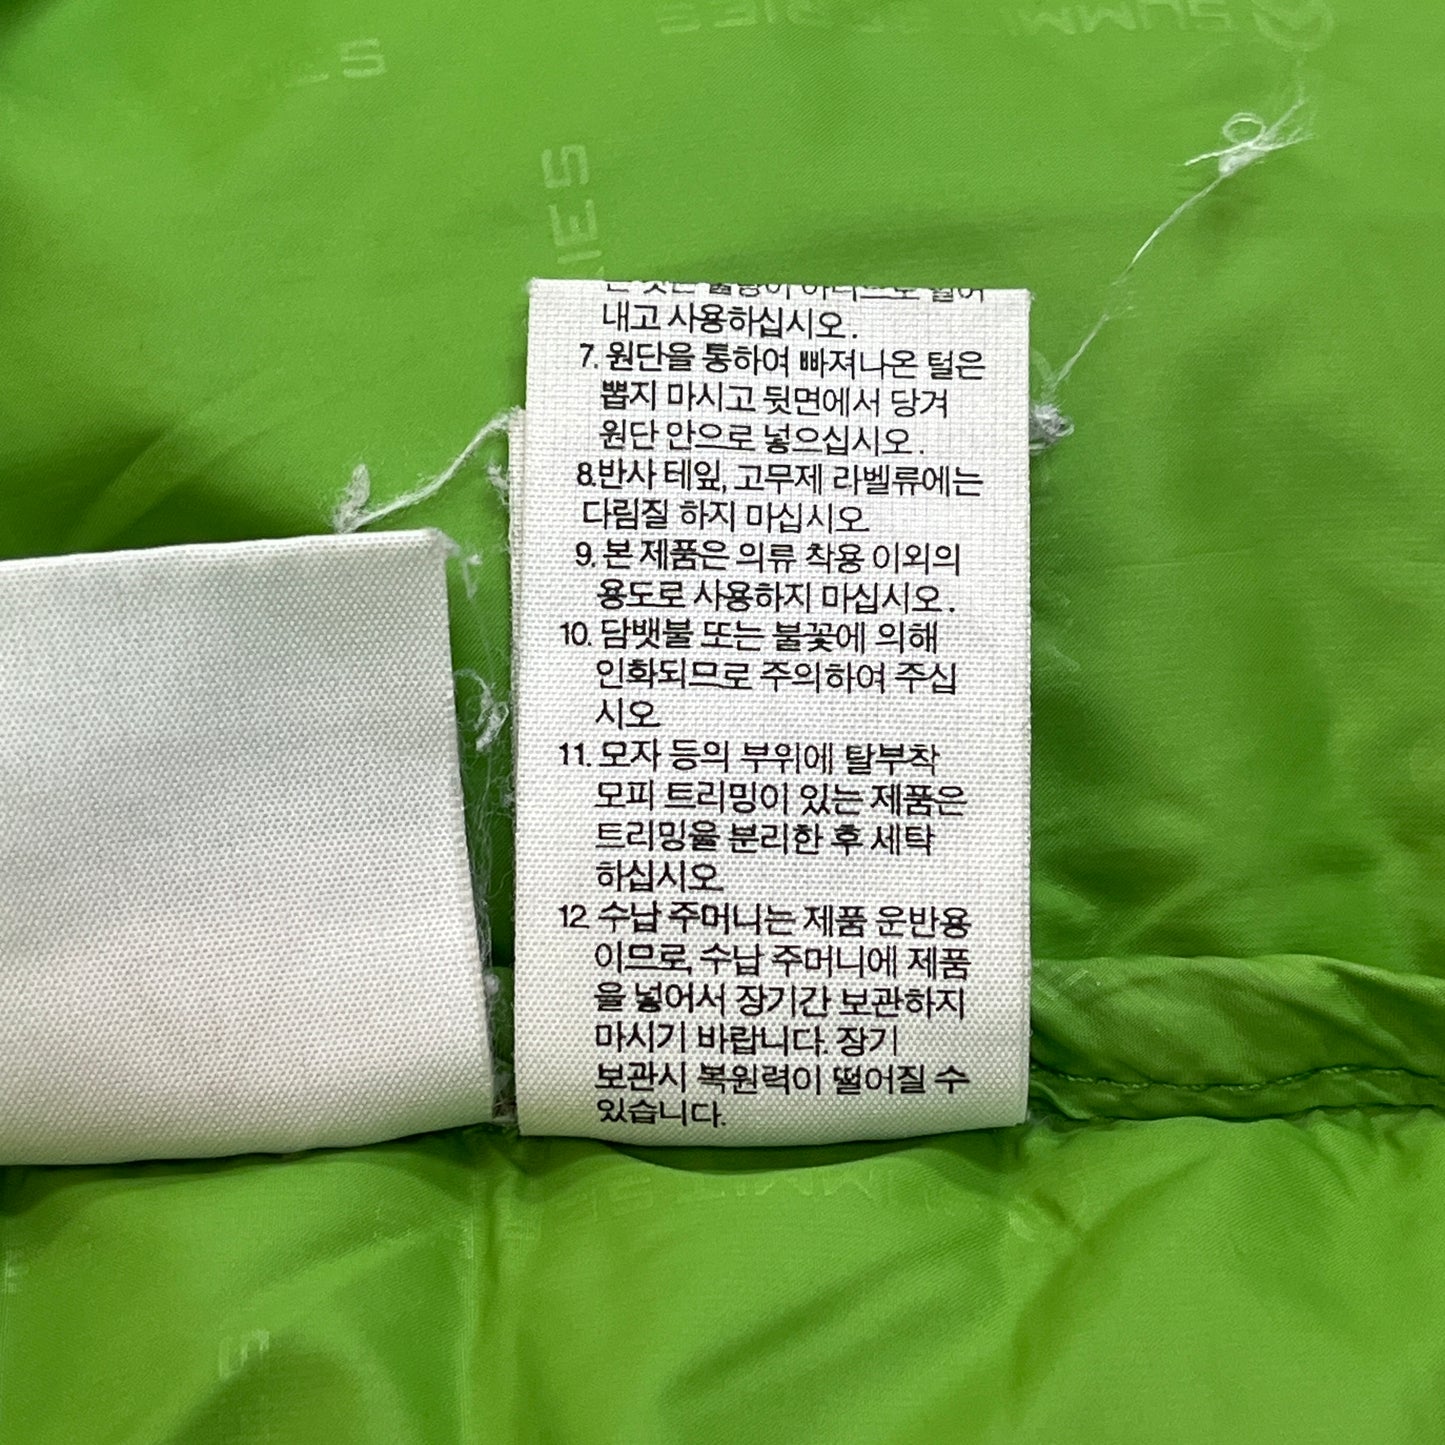 SUMMIT SERIES
SERIES
내고 사용하십시오.
7. 원단을 통하여 빠져나온 털은
뽑지 마시고 뒷면에서 당겨
원단 안으로 넣으십시오.
8.반사 테잎, 고무제 라벨류에는
다림질 하지 마십시오
9. 본 제품은 의류 착용 이외의
용도로 사용하지 마십시오.
10. 담뱃불 또는 불꽃에 의해
인화되므로 주의하여 주십
시오.
11. 모자 등의 부위에 탈부착
모피 트리밍이 있는 제품은
트리밍을 분리한 후 세탁
하십시오.
12. 수납 주머니는 제품 운반용
이므로, 수납 주머니에 제품
을 넣어서 장기간 보관하지
마시기 바랍니다. 장기
보관시 복원력이 떨어질 수
있습니다.